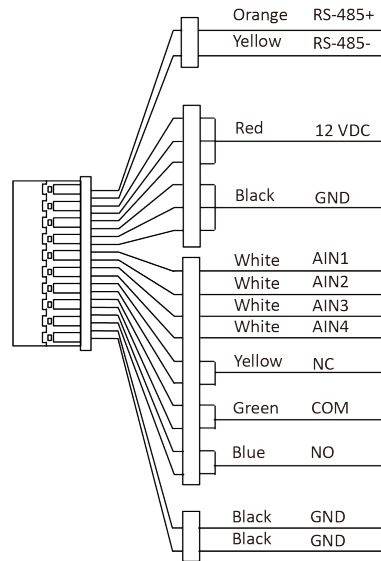 Orange RS-485+
Yellow RS-485-
Red 12 VDC
Black GND
White AIN1
White AIN2
White AIN3
White AIN4
Yellow NC
Green COM
Blue NO
Black GND
Black GND